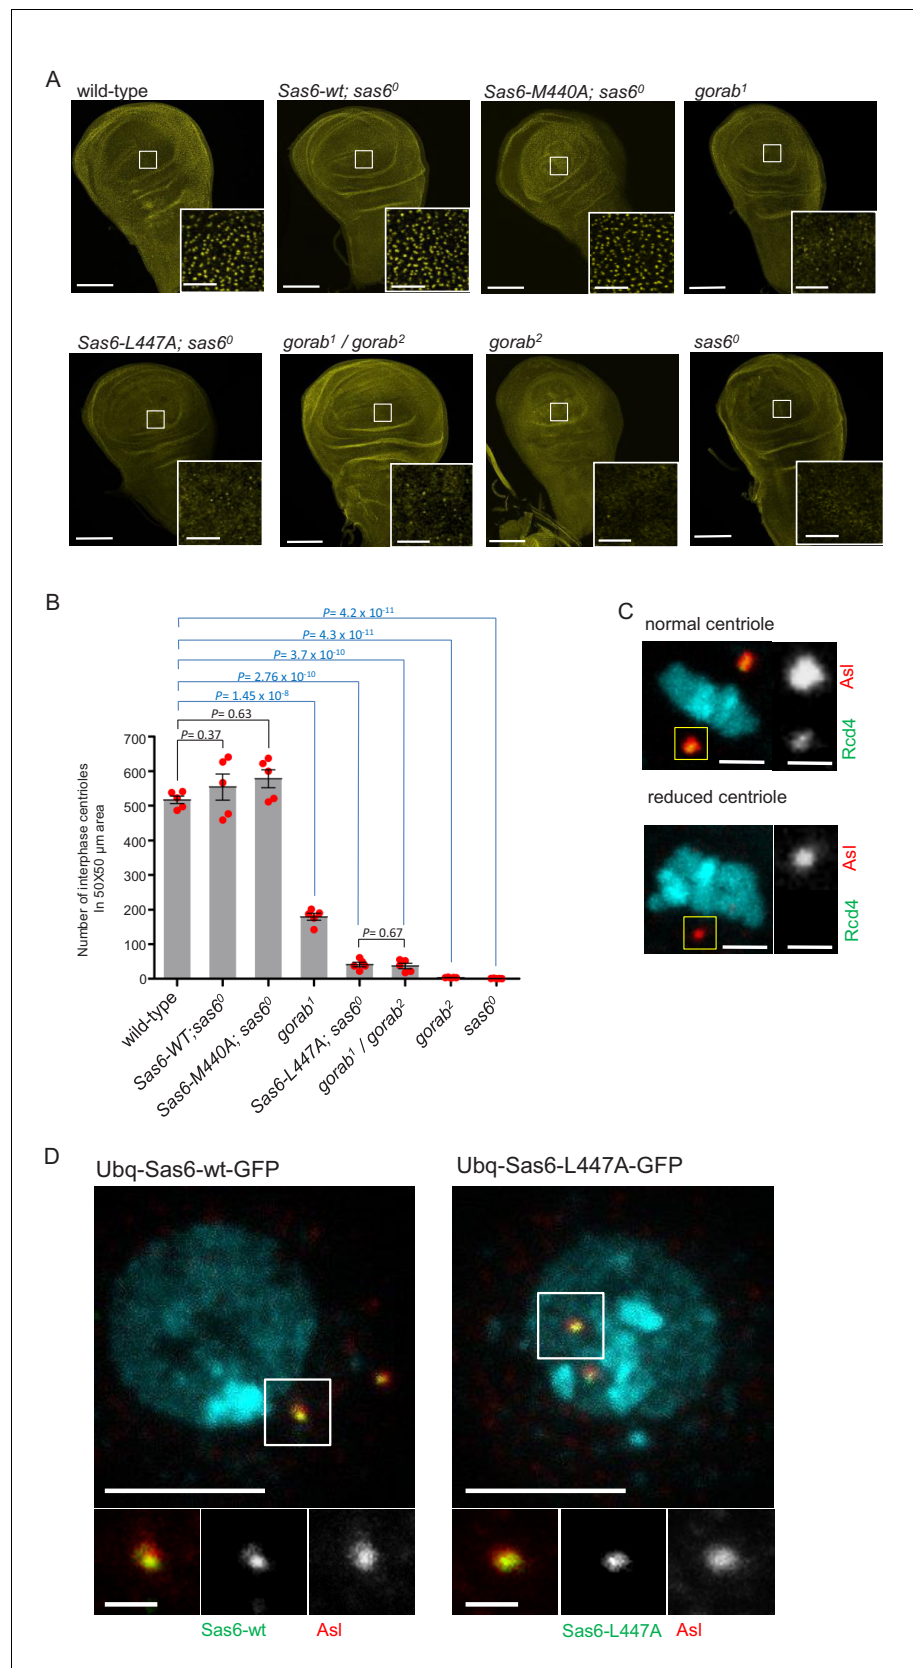 A
wild-type
Sas6-wt; sas6⁰
Sas6-M440A; sas6⁰
gorab¹
Sas6-L447A; sas6⁰
gorab¹ / gorab²
gorab²
sas6⁰
B
P= 4.2 x 10⁻¹¹
P= 4.3 x 10⁻¹¹
P= 3.7 x 10⁻¹⁰
P= 2.76 x 10⁻¹⁰
P= 1.45 x 10⁻⁸
P= 0.63
P= 0.37
P= 0.67
Number of interphase centrioles
In 50X50 µm area
700
600
500
400
300
200
100
0
wild-type
Sas6-WT;sas6⁰
Sas6-M440A; sas6⁰
gorab¹
Sas6-L447A; sas6⁰
gorab¹ / gorab²
gorab²
sas6⁰
C
normal centriole
Asl
Rcd4
reduced centriole
Asl
Rcd4
D
Ubq-Sas6-wt-GFP
Ubq-Sas6-L447A-GFP
Sas6-wt Asl
Sas6-L447A Asl